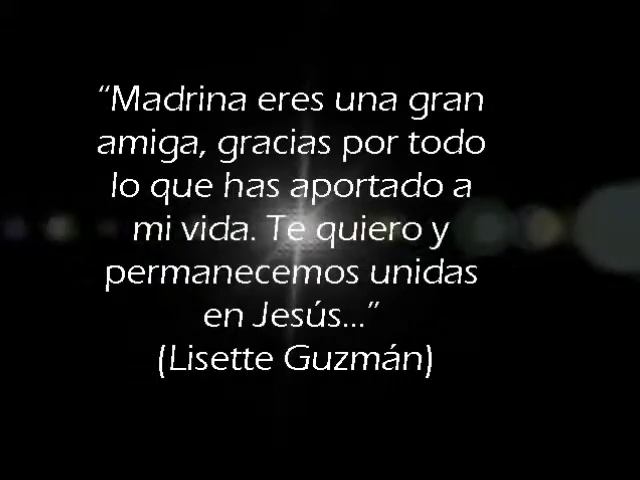 “Madrina eres una gran
amiga, gracias por todo
lo que has aportado a
mi vida. Te quiero y
permanecemos unidas
en Jesús...”
(Lisette Guzmán)